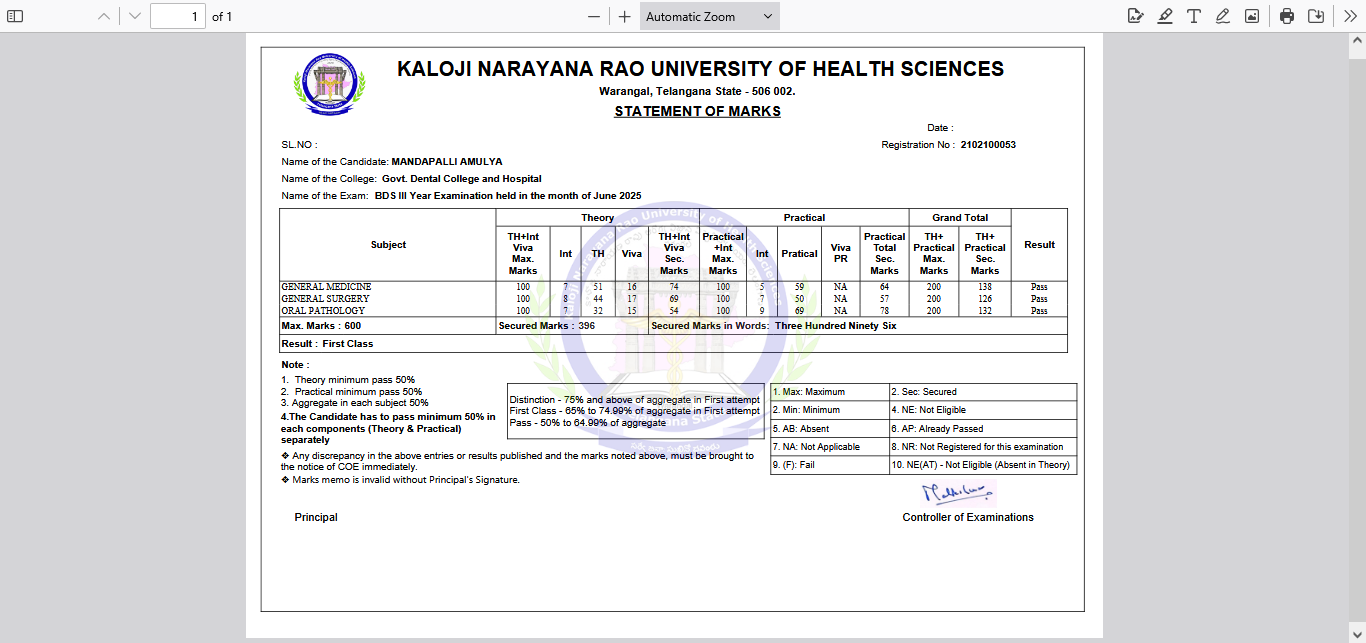 1 of 1 Automatic Zoom
KALOJI NARAYANA RAO UNIVERSITY OF HEALTH SCIENCES
Warangal, Telangana State - 506 002.
STATEMENT OF MARKS
Date :
SL.NO : Registration No : 2102100053
Name of the Candidate: MANDAPALLI AMULYA
Name of the College: Govt. Dental College and Hospital
Name of the Exam: BDS III Year Examination held in the month of June 2025
Subject Theory Practical Grand Total Result
TH+Int Viva Max. Marks Int TH Viva TH+Int Viva Sec. Marks Practical +Int Max. Marks Int Pratical Viva PR Practical Total Sec. Marks TH+ Practical Max. Marks TH+ Practical Sec. Marks
GENERAL MEDICINE 100 7 51 16 74 100 5 59 NA 64 200 138 Pass
GENERAL SURGERY 100 8 44 17 69 100 7 50 NA 57 200 126 Pass
ORAL PATHOLOGY 100 7 32 15 54 100 9 69 NA 78 200 132 Pass
Max. Marks : 600 Secured Marks : 396 Secured Marks in Words: Three Hundred Ninety Six
Result : First Class
Note :
1. Theory minimum pass 50%
2. Practical minimum pass 50%
3. Aggregate in each subject 50%
4.The Candidate has to pass minimum 50% in
each components (Theory & Practical)
separately
❖ Any discrepancy in the above entries or results published and the marks noted above, must be brought to
the notice of COE immediately.
❖ Marks memo is invalid without Principal's Signature.
Distinction - 75% and above of aggregate in First attempt
First Class - 65% to 74.99% of aggregate in First attempt
Pass - 50% to 64.99% of aggregate
1. Max: Maximum 2. Sec: Secured
2. Min: Minimum 4. NE: Not Eligible
5. AB: Absent 6. AP: Already Passed
7. NA: Not Applicable 8. NR: Not Registered for this examination
9. (F): Fail 10. NE(AT) - Not Eligible (Absent in Theory)
Principal Controller of Examinations